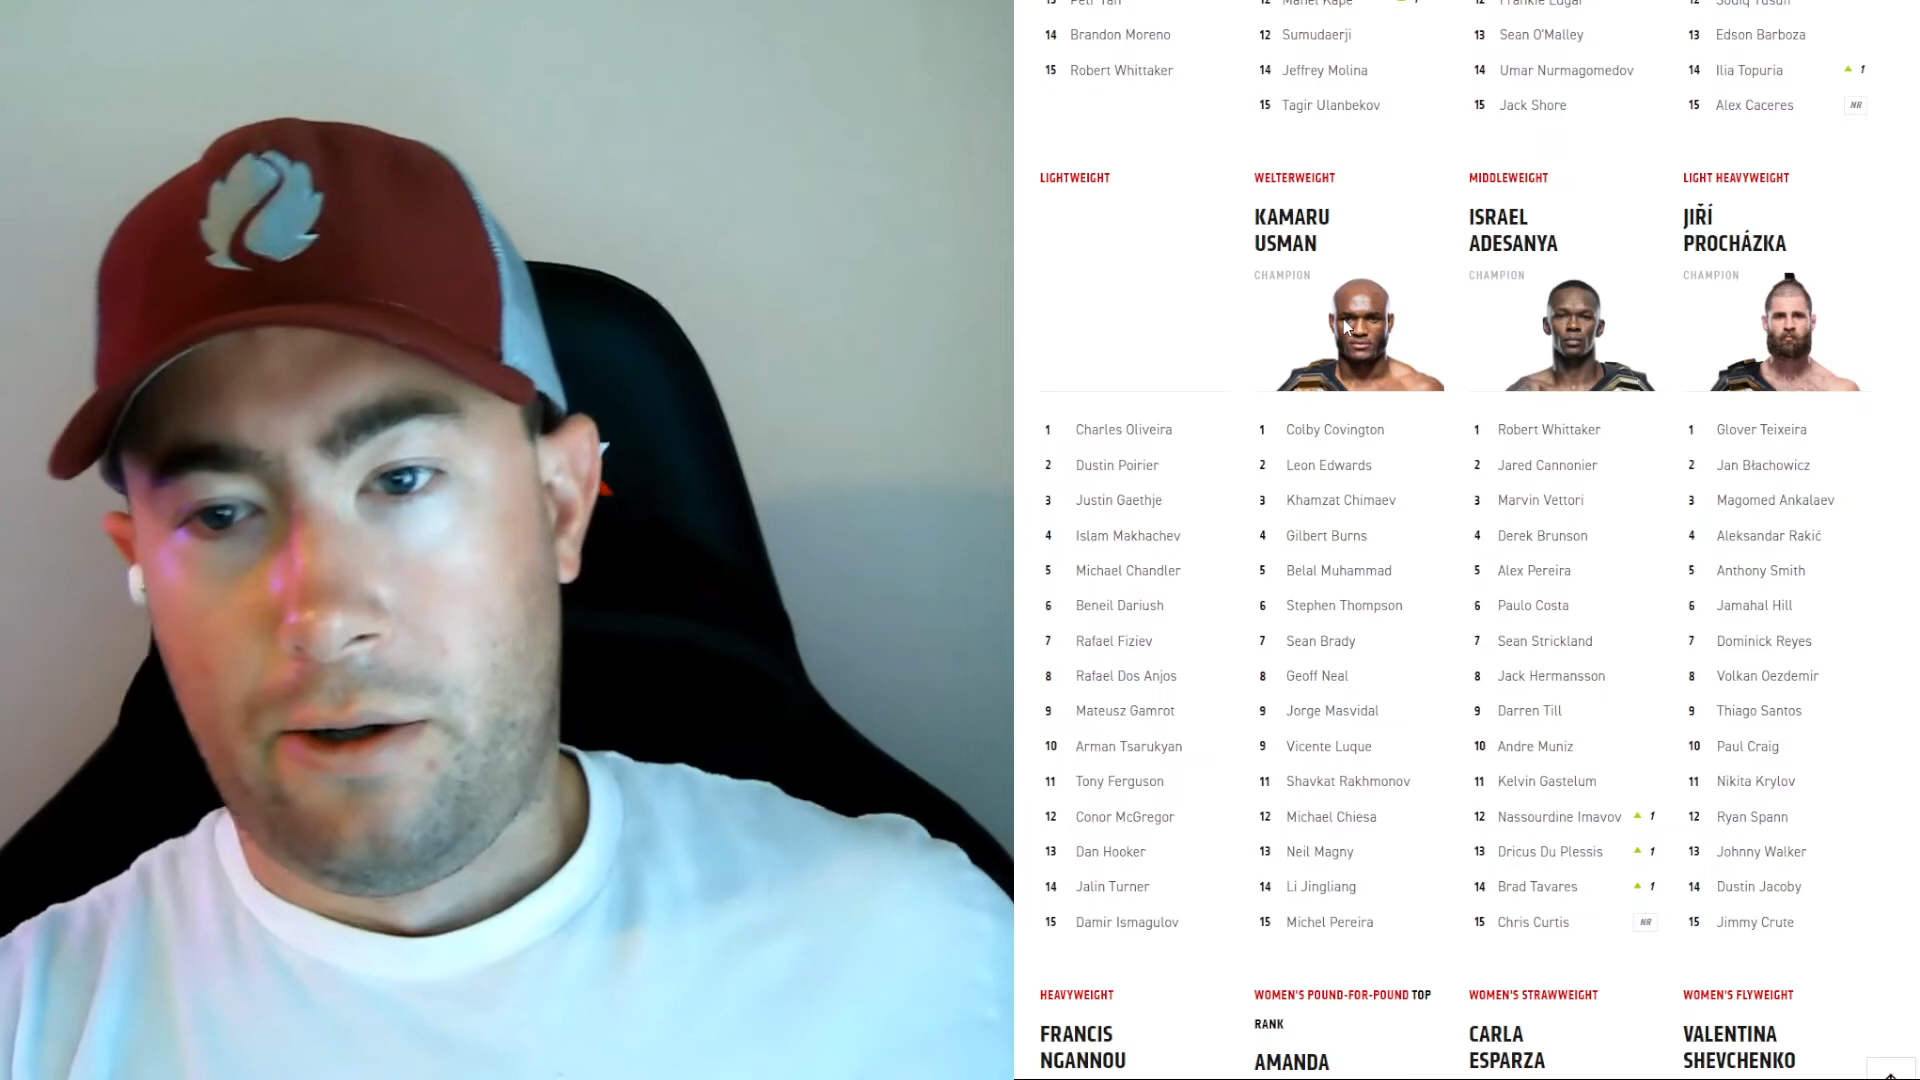 13 Petr Yan
14 Brandon Moreno
15 Robert Whittaker
12 Manel Kape
12 Sumudaerji
14 Jeffrey Molina
15 Tagir Ulanbekov
12 Frankie Edgar
13 Sean O'Malley
14 Umar Nurmagomedov
15 Jack Shore
12 Sodiq Yusuff
13 Edson Barboza
14 Ilia Topuria 1
15 Alex Caceres NR
LIGHTWEIGHT
1 Charles Oliveira
2 Dustin Poirier
3 Justin Gaethje
4 Islam Makhachev
5 Michael Chandler
6 Beneil Dariush
7 Rafael Fiziev
8 Rafael Dos Anjos
9 Mateusz Gamrot
10 Arman Tsarukyan
11 Tony Ferguson
12 Conor McGregor
13 Dan Hooker
14 Jalin Turner
15 Damir Ismagulov
WELTERWEIGHT
KAMARU
USMAN
CHAMPION
1 Colby Covington
2 Leon Edwards
3 Khamzat Chimaev
4 Gilbert Burns
5 Belal Muhammad
6 Stephen Thompson
7 Sean Brady
8 Geoff Neal
9 Jorge Masvidal
9 Vicente Luque
11 Shavkat Rakhmonov
12 Michael Chiesa
13 Neil Magny
14 Li Jingliang
15 Michel Pereira
MIDDLEWEIGHT
ISRAEL
ADESANYA
CHAMPION
1 Robert Whittaker
2 Jared Cannonier
3 Marvin Vettori
4 Derek Brunson
5 Alex Pereira
6 Paulo Costa
7 Sean Strickland
8 Jack Hermansson
9 Darren Till
10 Andre Muniz
11 Kelvin Gastelum
12 Nassourdine Imavov 1
13 Dricus Du Plessis 1
14 Brad Tavares 1
15 Chris Curtis NR
LIGHT HEAVYWEIGHT
JIŘÍ
PROCHÁZKA
CHAMPION
1 Glover Teixeira
2 Jan Błachowicz
3 Magomed Ankalaev
4 Aleksandar Rakić
5 Anthony Smith
6 Jamahal Hill
7 Dominick Reyes
8 Volkan Oezdemir
9 Thiago Santos
10 Paul Craig
11 Nikita Krylov
12 Ryan Spann
13 Johnny Walker
14 Dustin Jacoby
15 Jimmy Crute
HEAVYWEIGHT
FRANCIS
NGANNOU
WOMEN'S POUND-FOR-POUND TOP
RANK
AMANDA
WOMEN'S STRAWWEIGHT
CARLA
ESPARZA
WOMEN'S FLYWEIGHT
VALENTINA
SHEVCHENKO